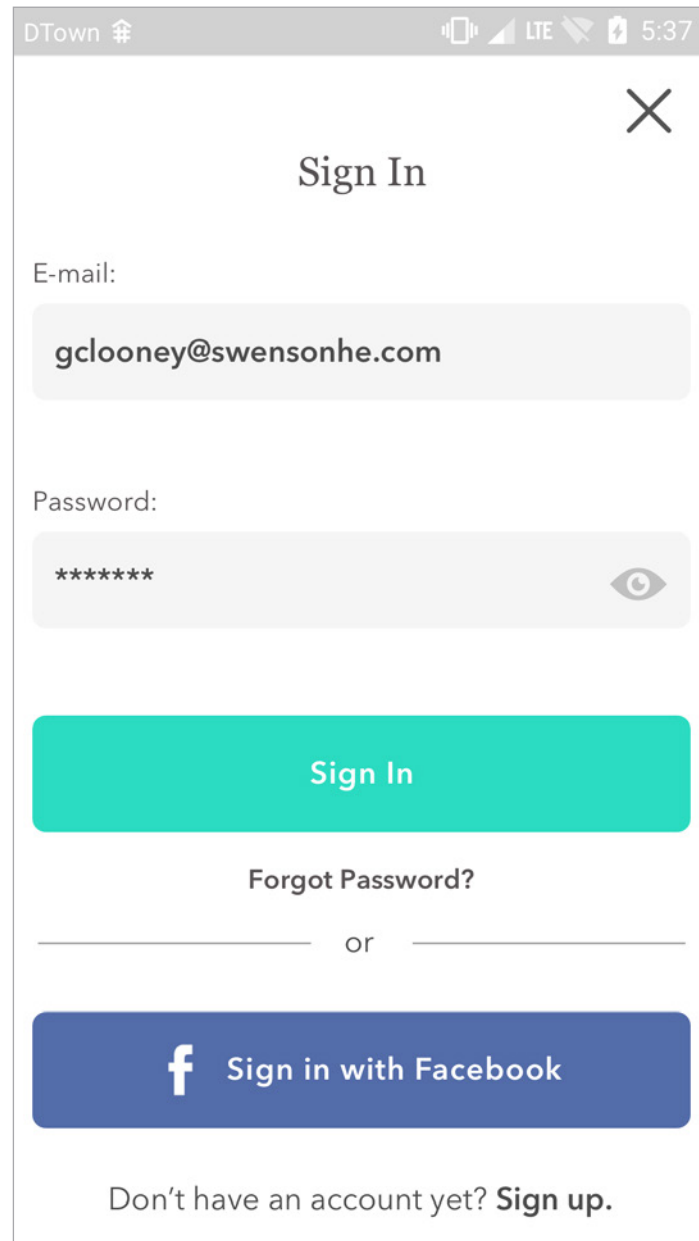 DTown LTE 5:37
Sign In
E-mail:
gclooney@swensonhe.com
Password:
*******
Sign In
Forgot Password?
or
f Sign in with Facebook
Don’t have an account yet? Sign up.